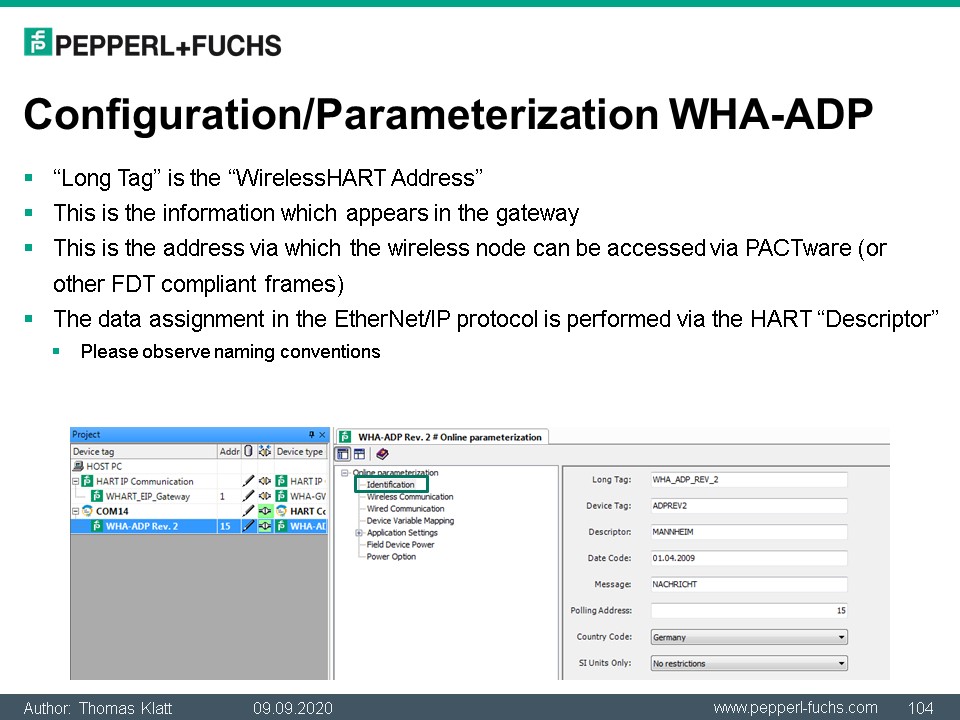 PEPPERL+FUCHS
Configuration/Parameterization WHA-ADP
“Long Tag” is the “WirelessHART Address”
This is the information which appears in the gateway
This is the address via which the wireless node can be accessed via PACTware (or
other FDT compliant frames)
The data assignment in the EtherNet/IP protocol is performed via the HART “Descriptor”
Please observe naming conventions
Project
Device tag Addr Device type
HOST PC
HART IP Communication HART IP
WHART_EIP_Gateway 1 WHA-GW
COM14 HART Co
WHA-ADP Rev. 2 15 WHA-AD
WHA-ADP Rev. 2 # Online parameterization
Online parameterization
Identification
Wireless Communication
Wired Communication
Device Variable Mapping
Application Settings
Field Device Power
Power Option
Long Tag: WHA_ADP_REV_2
Device Tag: ADPREV2
Descriptor: MANNHEIM
Date Code: 01.04.2009
Message: NACHRICHT
Polling Address: 15
Country Code: Germany
SI Units Only: No restrictions
Author: Thomas Klatt 09.09.2020 www.pepperl-fuchs.com 104